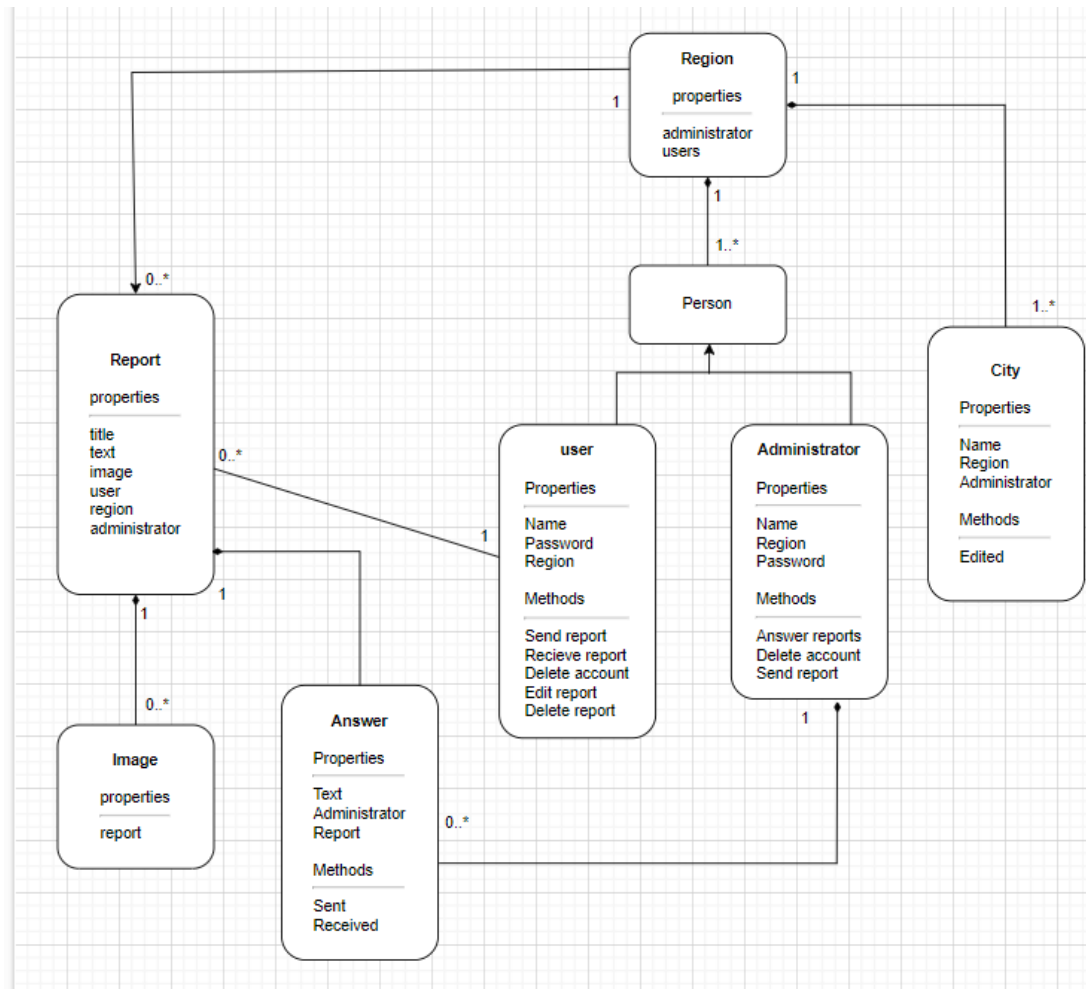 Region
properties
administrator
users
1
1
1
1..*
Person
0..*
1..*
Report
properties
title
text
image
user
region
administrator
0..*
1
1
1
user
Properties
Name
Password
Region
Methods
Send report
Recieve report
Delete account
Edit report
Delete report
Administrator
Properties
Name
Region
Password
Methods
Answer reports
Delete account
Send report
1
City
Properties
Name
Region
Administrator
Methods
Edited
0..*
Image
properties
report
Answer
Properties
Text
Administrator
Report
Methods
Sent
Received
0..*